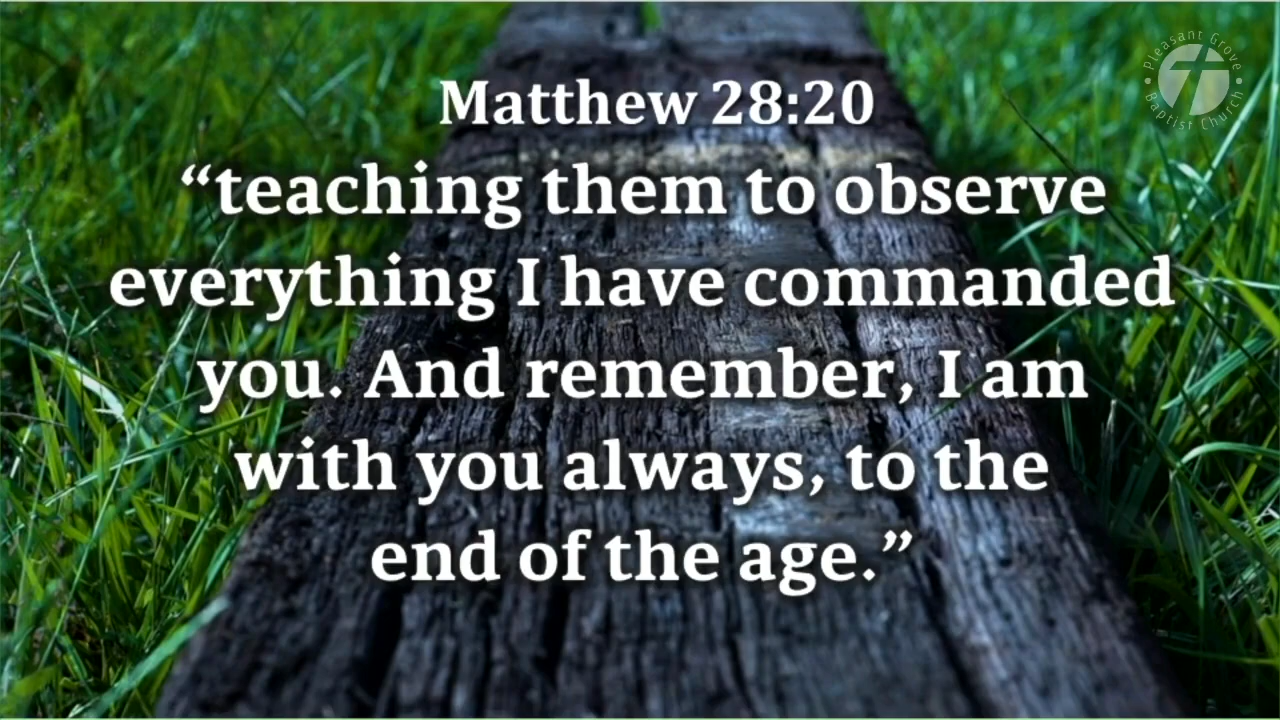 Pleasant Grove
Baptist Church
Matthew 28:20
“teaching them to observe
everything I have commanded
you. And remember, I am
with you always, to the
end of the age.”